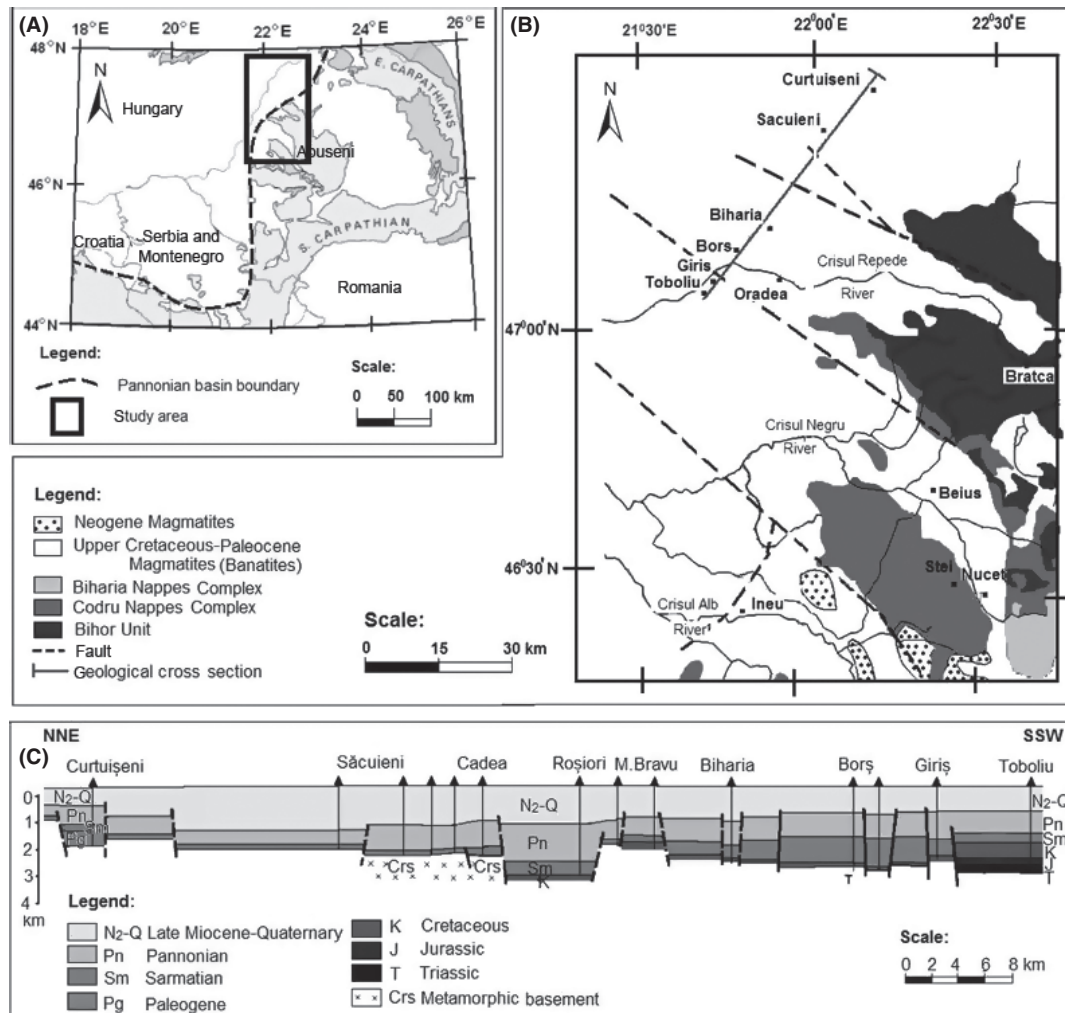 (A)
20°E
22°E
24°E
26°E
48°N
N
Hungary
E. CARPATHIANS
Apuseni
46°N
S. CARPATHIAN
Croatia
Serbia and
Montenegro
Romania
44°N
Legend:
Pannonian basin boundary
Study area
Scale:
0 50 100 km
(B)
21°30'E
22°00'E
22°30'E
N
Curtuiseni
Sacuieni
Biharia
Bors
Giris
Toboliu
Oradea
Crisul Repede
River
47°00'N
Bratca
Crisul Negru
River
Beius
46°30'N
Stei
Nucet
Crisul Alb
River
Ineu
Legend:
Neogene Magmatites
Upper Cretaceous-Paleocene
Magmatites (Banatites)
Biharia Nappes Complex
Codru Nappes Complex
Bihor Unit
Fault
Geological cross section
Scale:
0 15 30 km
NNE
SSW
(C)
Curtuișeni
Săcuieni
Cadea
Roșiori
M.Bravu
Biharia
Borș
Giriș
Toboliu
0
1
2
3
4
km
N₂-Q
Pn
Sm
Pg
Crs
Crs
N₂-Q
Pn
Sm
K
T
N₂-Q
Pn
Sm
K
J
T
Legend:
N₂-Q Late Miocene-Quaternary
Pn Pannonian
Sm Sarmatian
Pg Paleogene
K Cretaceous
J Jurassic
T Triassic
Crs Metamorphic basement
Scale:
0 2 4 6 8 km